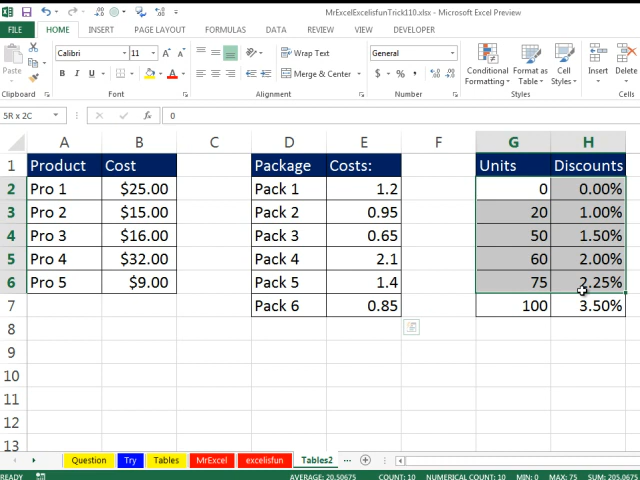 MrExcelExcelisfunTrick110.xlsx - Microsoft Excel Preview
FILE HOME INSERT PAGE LAYOUT FORMULAS DATA REVIEW VIEW DEVELOPER
Calibri 11 A A Wrap Text General
Paste B I U A Merge & Center $ % , Conditional Formatting Format as Table Cell Styles Insert Delete
Clipboard Font Alignment Number Styles
5R x 2C fx 0
A B C D E F G H
1 Product Cost Package Costs: Units Discounts
2 Pro 1 $25.00 Pack 1 1.2 0 0.00%
3 Pro 2 $15.00 Pack 2 0.95 20 1.00%
4 Pro 3 $16.00 Pack 3 0.65 50 1.50%
5 Pro 4 $32.00 Pack 4 2.1 60 2.00%
6 Pro 5 $9.00 Pack 5 1.4 75 2.25%
7 Pack 6 0.85 100 3.50%
8
9
10
11
12
13
Question Try Tables MrExcel excelisfun Tables2 ...
READY AVERAGE: 20.50675 COUNT: 10 NUMERICAL COUNT: 10 MIN: 0 MAX: 75 SUM: 205.0675